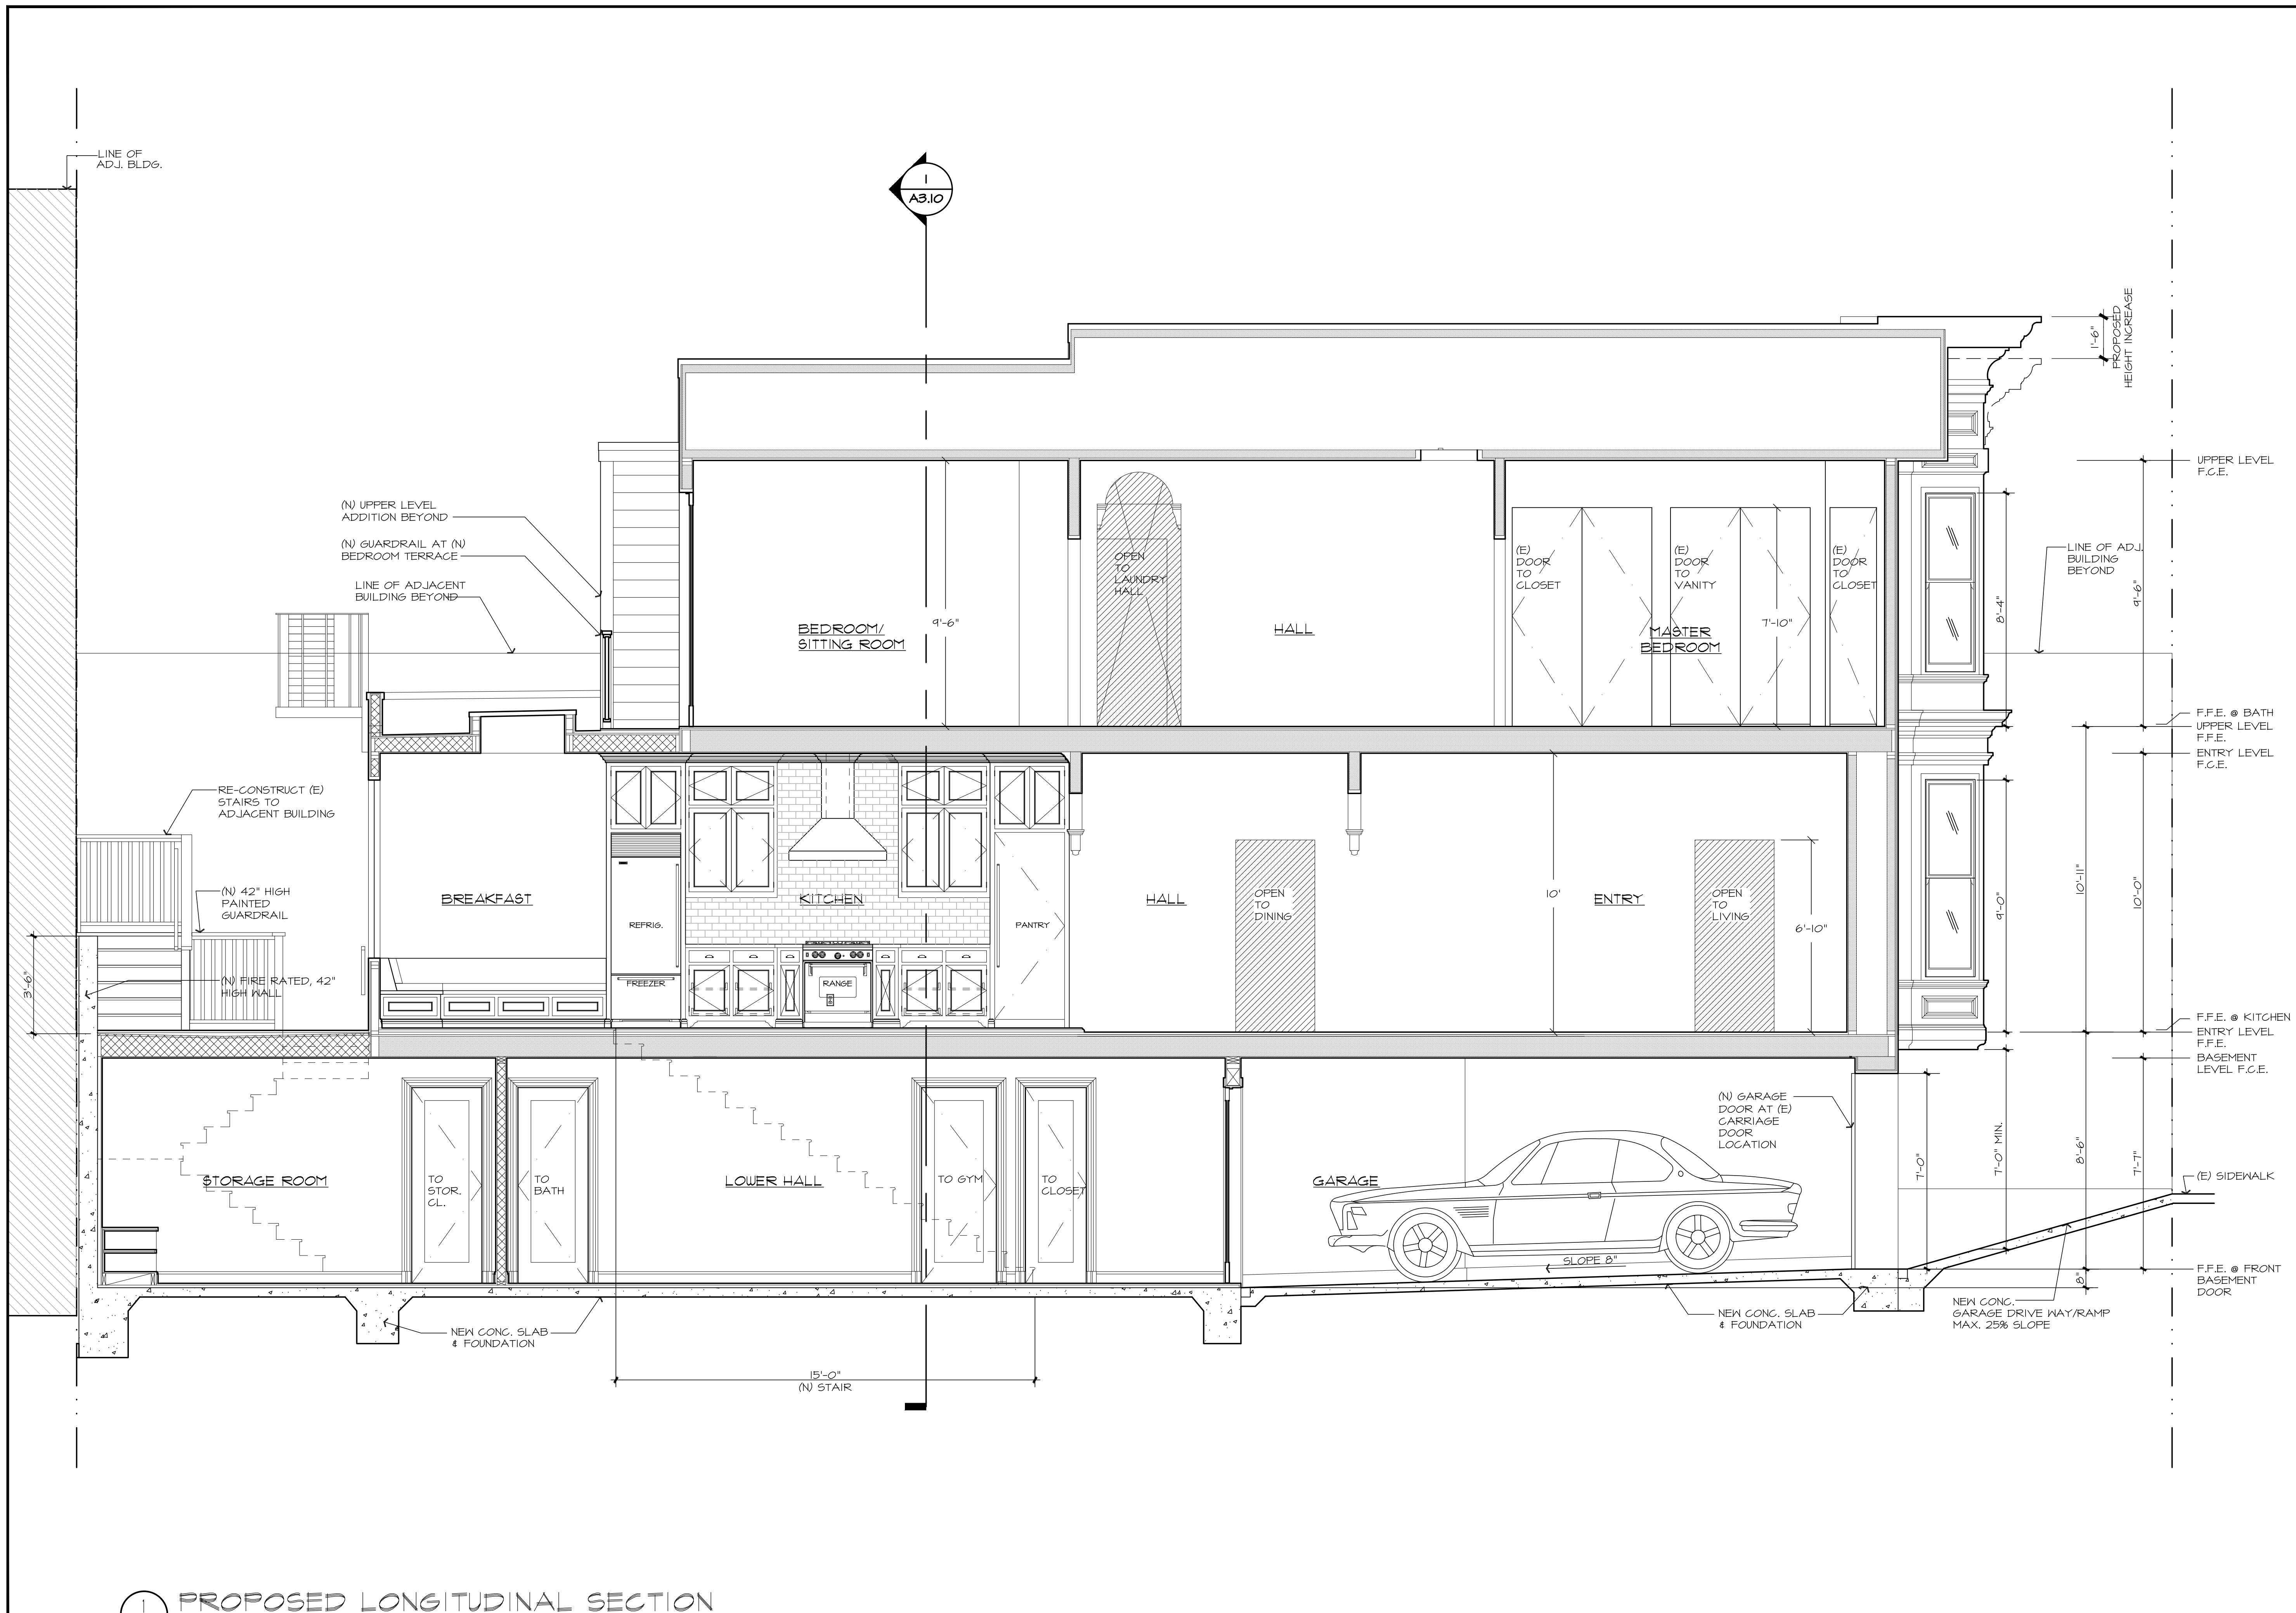 LINE OF
ADJ. BLDG.
1
A3.10
1'-6"
PROPOSED
HEIGHT INCREASE
UPPER LEVEL
F.C.E.
(N) UPPER LEVEL
ADDITION BEYOND
(N) GUARDRAIL AT (N)
BEDROOM TERRACE
LINE OF ADJACENT
BUILDING BEYOND
BEDROOM/
SITTING ROOM
9'-6"
OPEN
TO
LAUNDRY
HALL
HALL
(E)
DOOR
TO
CLOSET
MASTER
BEDROOM
(E)
DOOR
TO
VANITY
7'-10"
(E)
DOOR
TO
CLOSET
8'-4"
LINE OF ADJ.
BUILDING
BEYOND
9'-6"
F.F.E. @ BATH
UPPER LEVEL
F.F.E.
ENTRY LEVEL
F.C.E.
RE-CONSTRUCT (E)
STAIRS TO
ADJACENT BUILDING
(N) 42" HIGH
PAINTED
GUARDRAIL
(N) FIRE RATED, 42"
HIGH WALL
3'-6"
BREAKFAST
REFRIG.
FREEZER
KITCHEN
RANGE
PANTRY
HALL
OPEN
TO
DINING
10'
ENTRY
OPEN
TO
LIVING
6'-10"
9'-0"
10'-11"
10'-0"
F.F.E. @ KITCHEN
ENTRY LEVEL
F.F.E.
BASEMENT
LEVEL F.C.E.
STORAGE ROOM
TO
STOR.
CL.
TO
BATH
LOWER HALL
TO GYM
TO
CLOSET
GARAGE
(N) GARAGE
DOOR AT (E)
CARRIAGE
DOOR
LOCATION
SLOPE 8"
7'-0"
7'-0" MIN.
8'-6"
7'-7"
8"
(E) SIDEWALK
F.F.E. @ FRONT
BASEMENT
DOOR
NEW CONC. SLAB
& FOUNDATION
NEW CONC. SLAB
& FOUNDATION
NEW CONC.
GARAGE DRIVE WAY/RAMP
MAX. 25% SLOPE
15'-0"
(N) STAIR
1
PROPOSED LONGITUDINAL SECTION